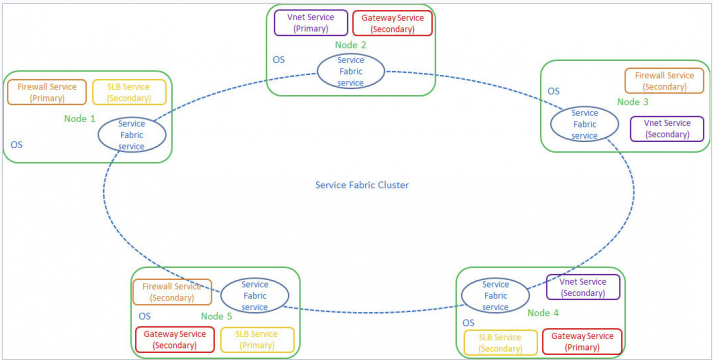 Vnet Service
(Primary)
Gateway Service
(Secondary)
Node 2
OS
Service
Fabric
service
Firewall Service
(Primary)
SLB Service
(Secondary)
Node 1
OS
Service
Fabric
service
OS
Firewall Service
(Secondary)
Node 3
Service
Fabric
service
Vnet Service
(Secondary)
Service Fabric Cluster
Firewall Service
(Secondary)
Service
Fabric
service
OS
Node 5
Gateway Service
(Secondary)
SLB Service
(Primary)
Service
Fabric
service
Vnet Service
(Secondary)
OS
Node 4
SLB Service
(Secondary)
Gateway Service
(Primary)